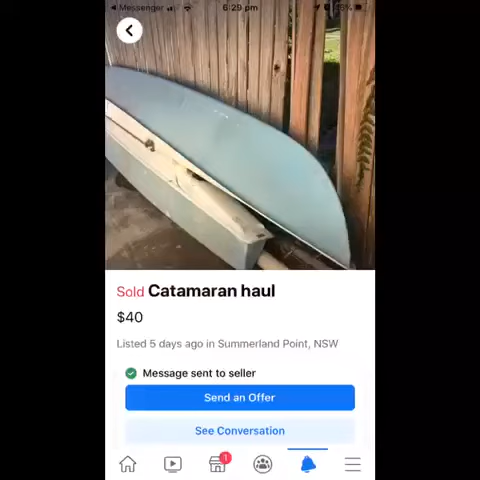 Messenger
6:29 pm
Sold Catamaran haul
$40
Listed 5 days ago in Summerland Point, NSW
Message sent to seller
Send an Offer
See Conversation
1